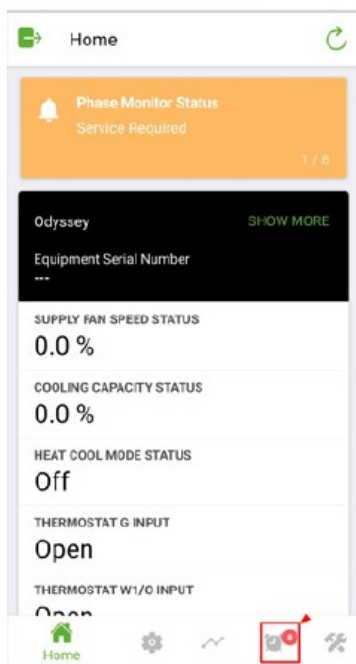 Home
Phase Monitor Status
Service Required
1 / 8
Odyssey
SHOW MORE
Equipment Serial Number
---
SUPPLY FAN SPEED STATUS
0.0 %
COOLING CAPACITY STATUS
0.0 %
HEAT COOL MODE STATUS
Off
THERMOSTAT G INPUT
Open
THERMOSTAT W1/O INPUT
Open
Home